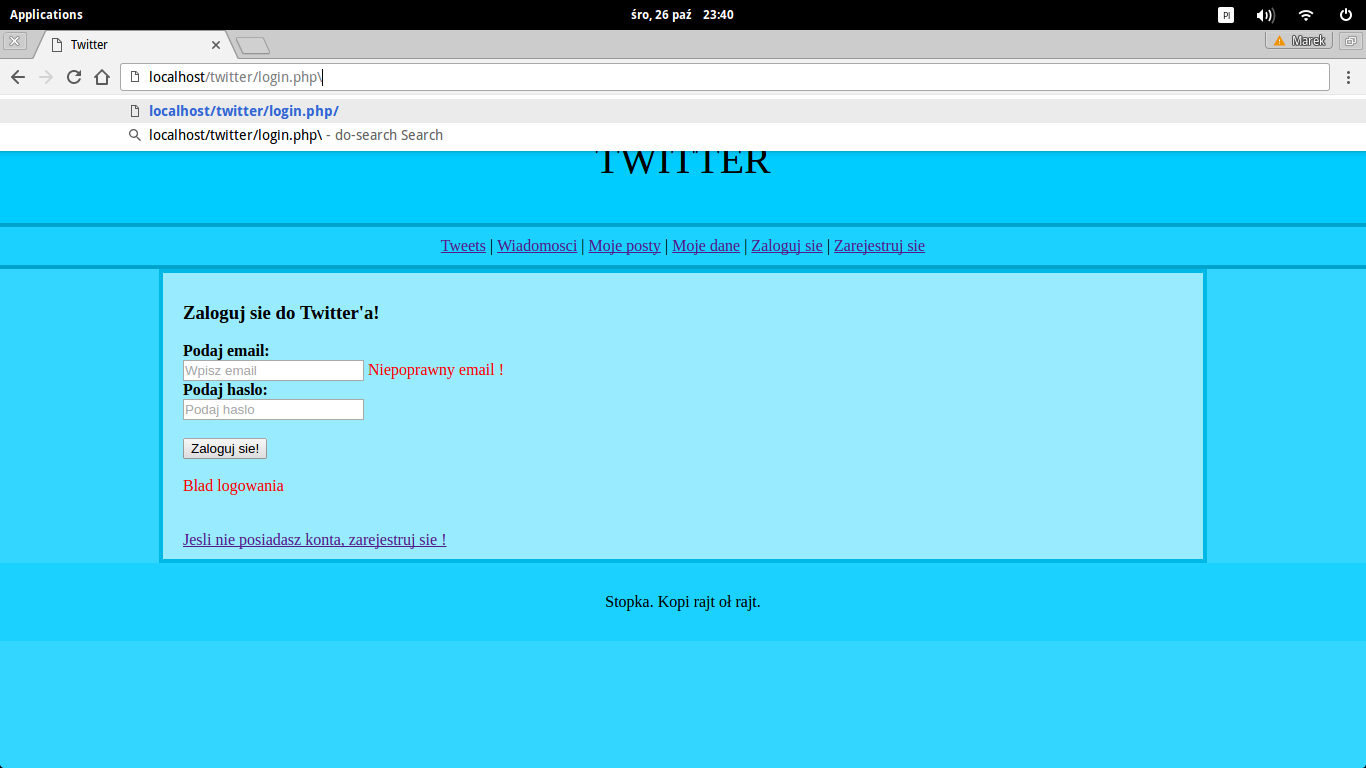 Applications śro, 26 paź 23:40 Pl
Twitter Marek
localhost/twitter/login.php\
localhost/twitter/login.php/
localhost/twitter/login.php\ - do-search Search
TWITTER
Tweets | Wiadomosci | Moje posty | Moje dane | Zaloguj sie | Zarejestruj sie
Zaloguj sie do Twitter'a!
Podaj email:
Wpisz email Niepoprawny email !
Podaj haslo:
Podaj haslo
Zaloguj sie!
Blad logowania
Jesli nie posiadasz konta, zarejestruj sie !
Stopka. Kopi rajt oł rajt.